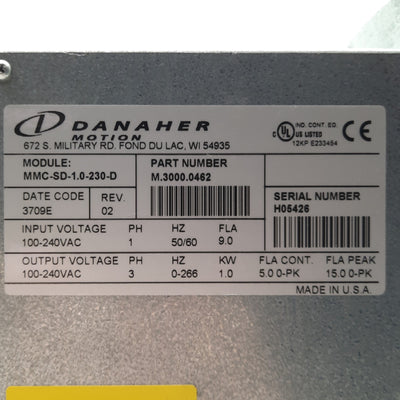 DANAHER
MOTION
672 S. MILITARY RD. FOND DU LAC, WI 54935
UL US LISTED
IND. CONT. EQ.
12KP E233454
MODULE:
MMC-SD-1.0-230-D
PART NUMBER
M.3000.0462
DATE CODE
3709E
REV.
02
SERIAL NUMBER
H05426
INPUT VOLTAGE PH HZ FLA
100-240VAC 1 50/60 9.0
OUTPUT VOLTAGE PH HZ KW FLA CONT. FLA PEAK
100-240VAC 3 0-266 1.0 5.0 0-PK 15.0 0-PK
MADE IN U.S.A.